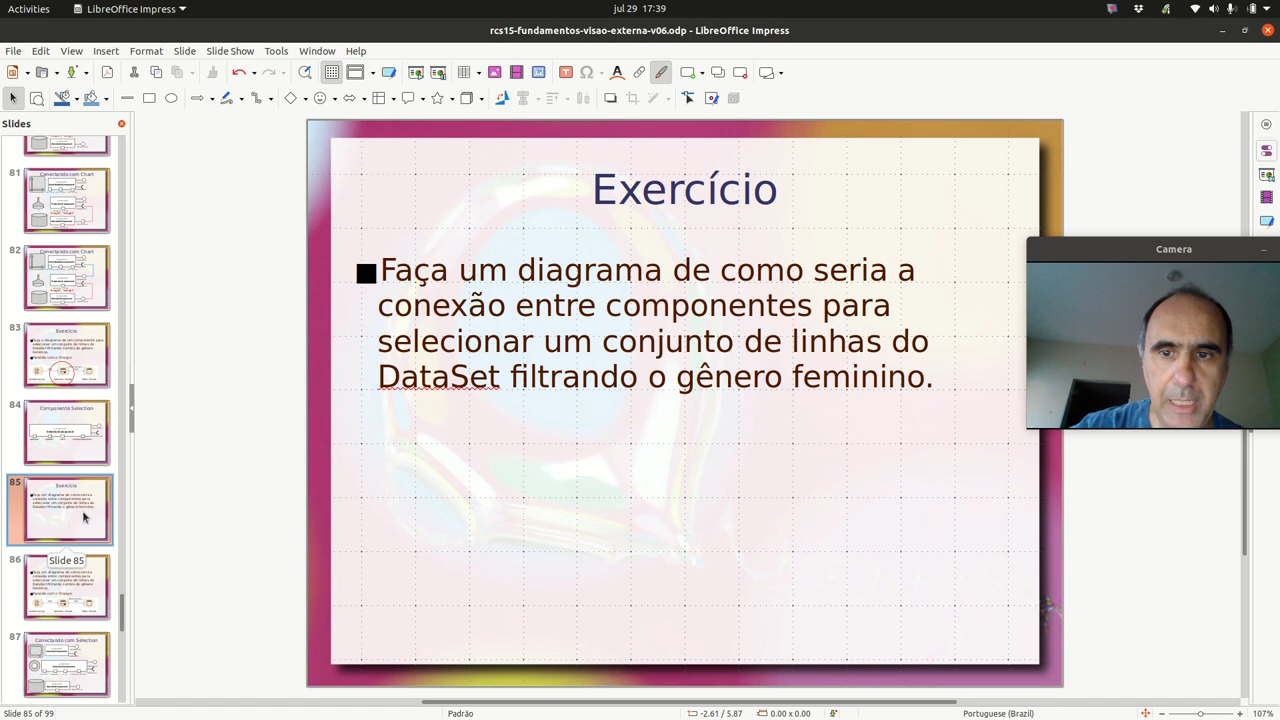 Activities
LibreOffice Impress
jul 29 17:39
rcs15-fundamentos-visao-externa-v06.odp - LibreOffice Impress
File Edit View Insert Format Slide Slide Show Tools Window Help
Slides
81
Conectando com Chart
82
Conectando com Chart
83
Exercício
84
Componente Selection
85
Exercício
Slide 85
86
87
Conectando com Selection
Exercício
Faça um diagrama de como seria a
conexão entre componentes para
selecionar um conjunto de linhas do
DataSet filtrando o gênero feminino.
Camera
Slide 85 of 99
Padrão
-2.61 / 5.87
0.00 x 0.00
Portuguese (Brazil)
107%